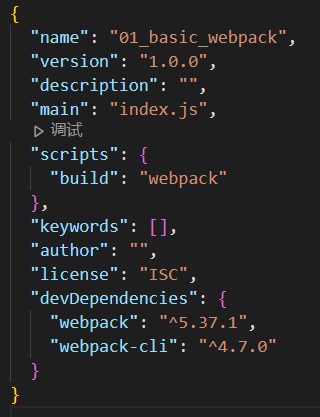 {
"name": "01_basic_webpack",
"version": "1.0.0",
"description": "",
"main": "index.js",
调试
"scripts": {
"build": "webpack"
},
"keywords": [],
"author": "",
"license": "ISC",
"devDependencies": {
"webpack": "^5.37.1",
"webpack-cli": "^4.7.0"
}
}